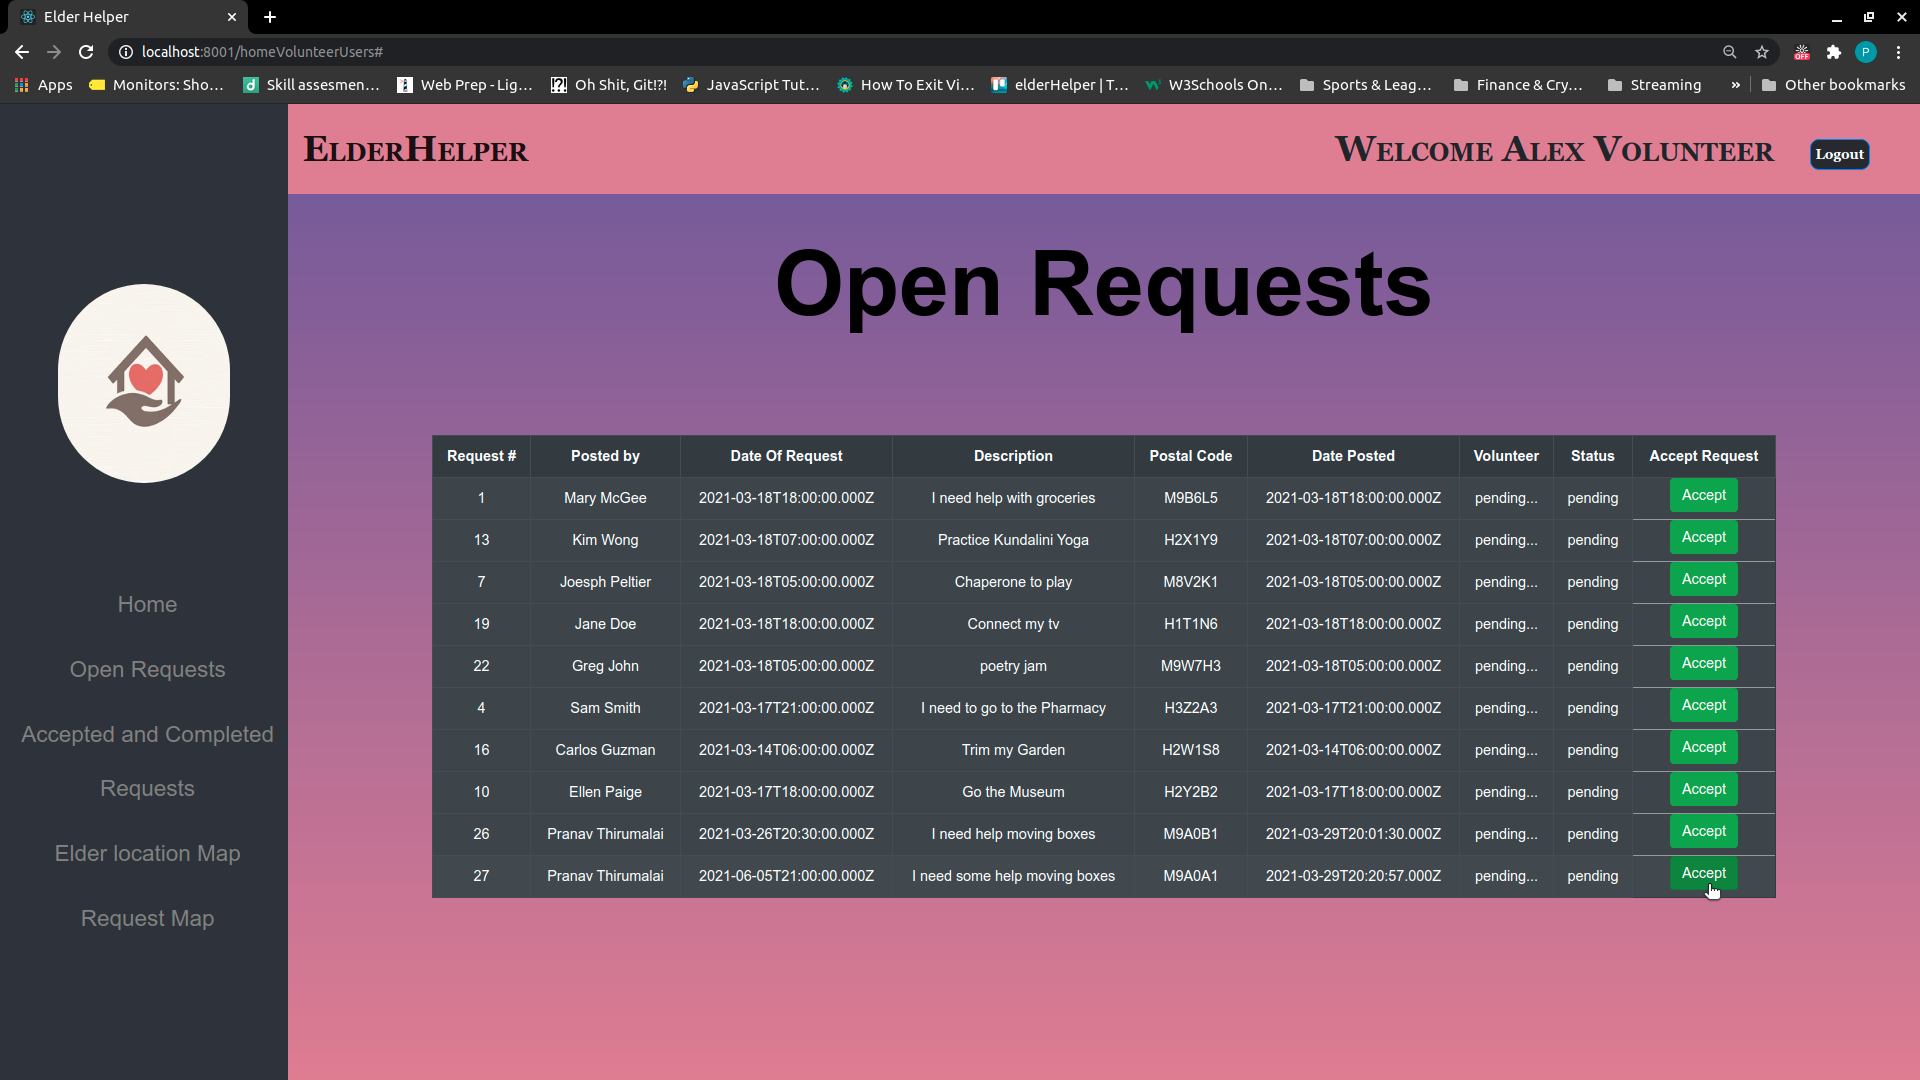 Elder Helper
localhost:8001/homeVolunteerUsers#
P
OFF
Apps
Monitors: Sho...
Skill assesmen...
Web Prep - Lig...
Oh Shit, Git!?!
JavaScript Tut...
How To Exit Vi...
elderHelper | T...
W3Schools On...
Sports & Leag...
Finance & Cry...
Streaming
»
Other bookmarks
ElderHelper
Welcome Alex Volunteer
Logout
Home
Open Requests
Accepted and Completed
Requests
Elder location Map
Request Map
Open Requests
Request # Posted by Date Of Request Description Postal Code Date Posted Volunteer Status Accept Request
1 Mary McGee 2021-03-18T18:00:00.000Z I need help with groceries M9B6L5 2021-03-18T18:00:00.000Z pending... pending Accept
13 Kim Wong 2021-03-18T07:00:00.000Z Practice Kundalini Yoga H2X1Y9 2021-03-18T07:00:00.000Z pending... pending Accept
7 Joesph Peltier 2021-03-18T05:00:00.000Z Chaperone to play M8V2K1 2021-03-18T05:00:00.000Z pending... pending Accept
19 Jane Doe 2021-03-18T18:00:00.000Z Connect my tv H1T1N6 2021-03-18T18:00:00.000Z pending... pending Accept
22 Greg John 2021-03-18T05:00:00.000Z poetry jam M9W7H3 2021-03-18T05:00:00.000Z pending... pending Accept
4 Sam Smith 2021-03-17T21:00:00.000Z I need to go to the Pharmacy H3Z2A3 2021-03-17T21:00:00.000Z pending... pending Accept
16 Carlos Guzman 2021-03-14T06:00:00.000Z Trim my Garden H2W1S8 2021-03-14T06:00:00.000Z pending... pending Accept
10 Ellen Paige 2021-03-17T18:00:00.000Z Go the Museum H2Y2B2 2021-03-17T18:00:00.000Z pending... pending Accept
26 Pranav Thirumalai 2021-03-26T20:30:00.000Z I need help moving boxes M9A0B1 2021-03-29T20:01:30.000Z pending... pending Accept
27 Pranav Thirumalai 2021-06-05T21:00:00.000Z I need some help moving boxes M9A0A1 2021-03-29T20:20:57.000Z pending... pending Accept